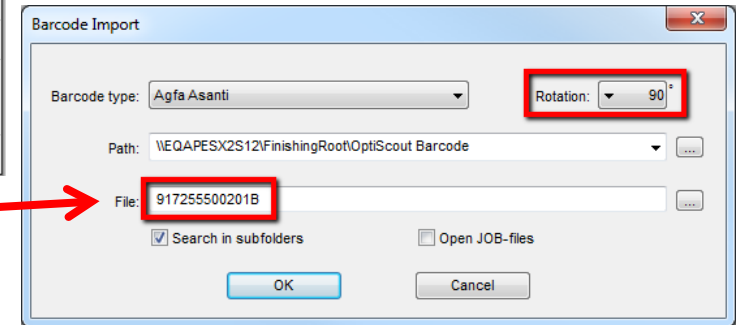 Barcode Import
Barcode type: Agfa Asanti Rotation: 90°
Path: \\EQAPESX2S12\FinishingRoot\OptiScout Barcode ...
File: 917255500201B ...
Search in subfolders Open JOB-files
OK Cancel